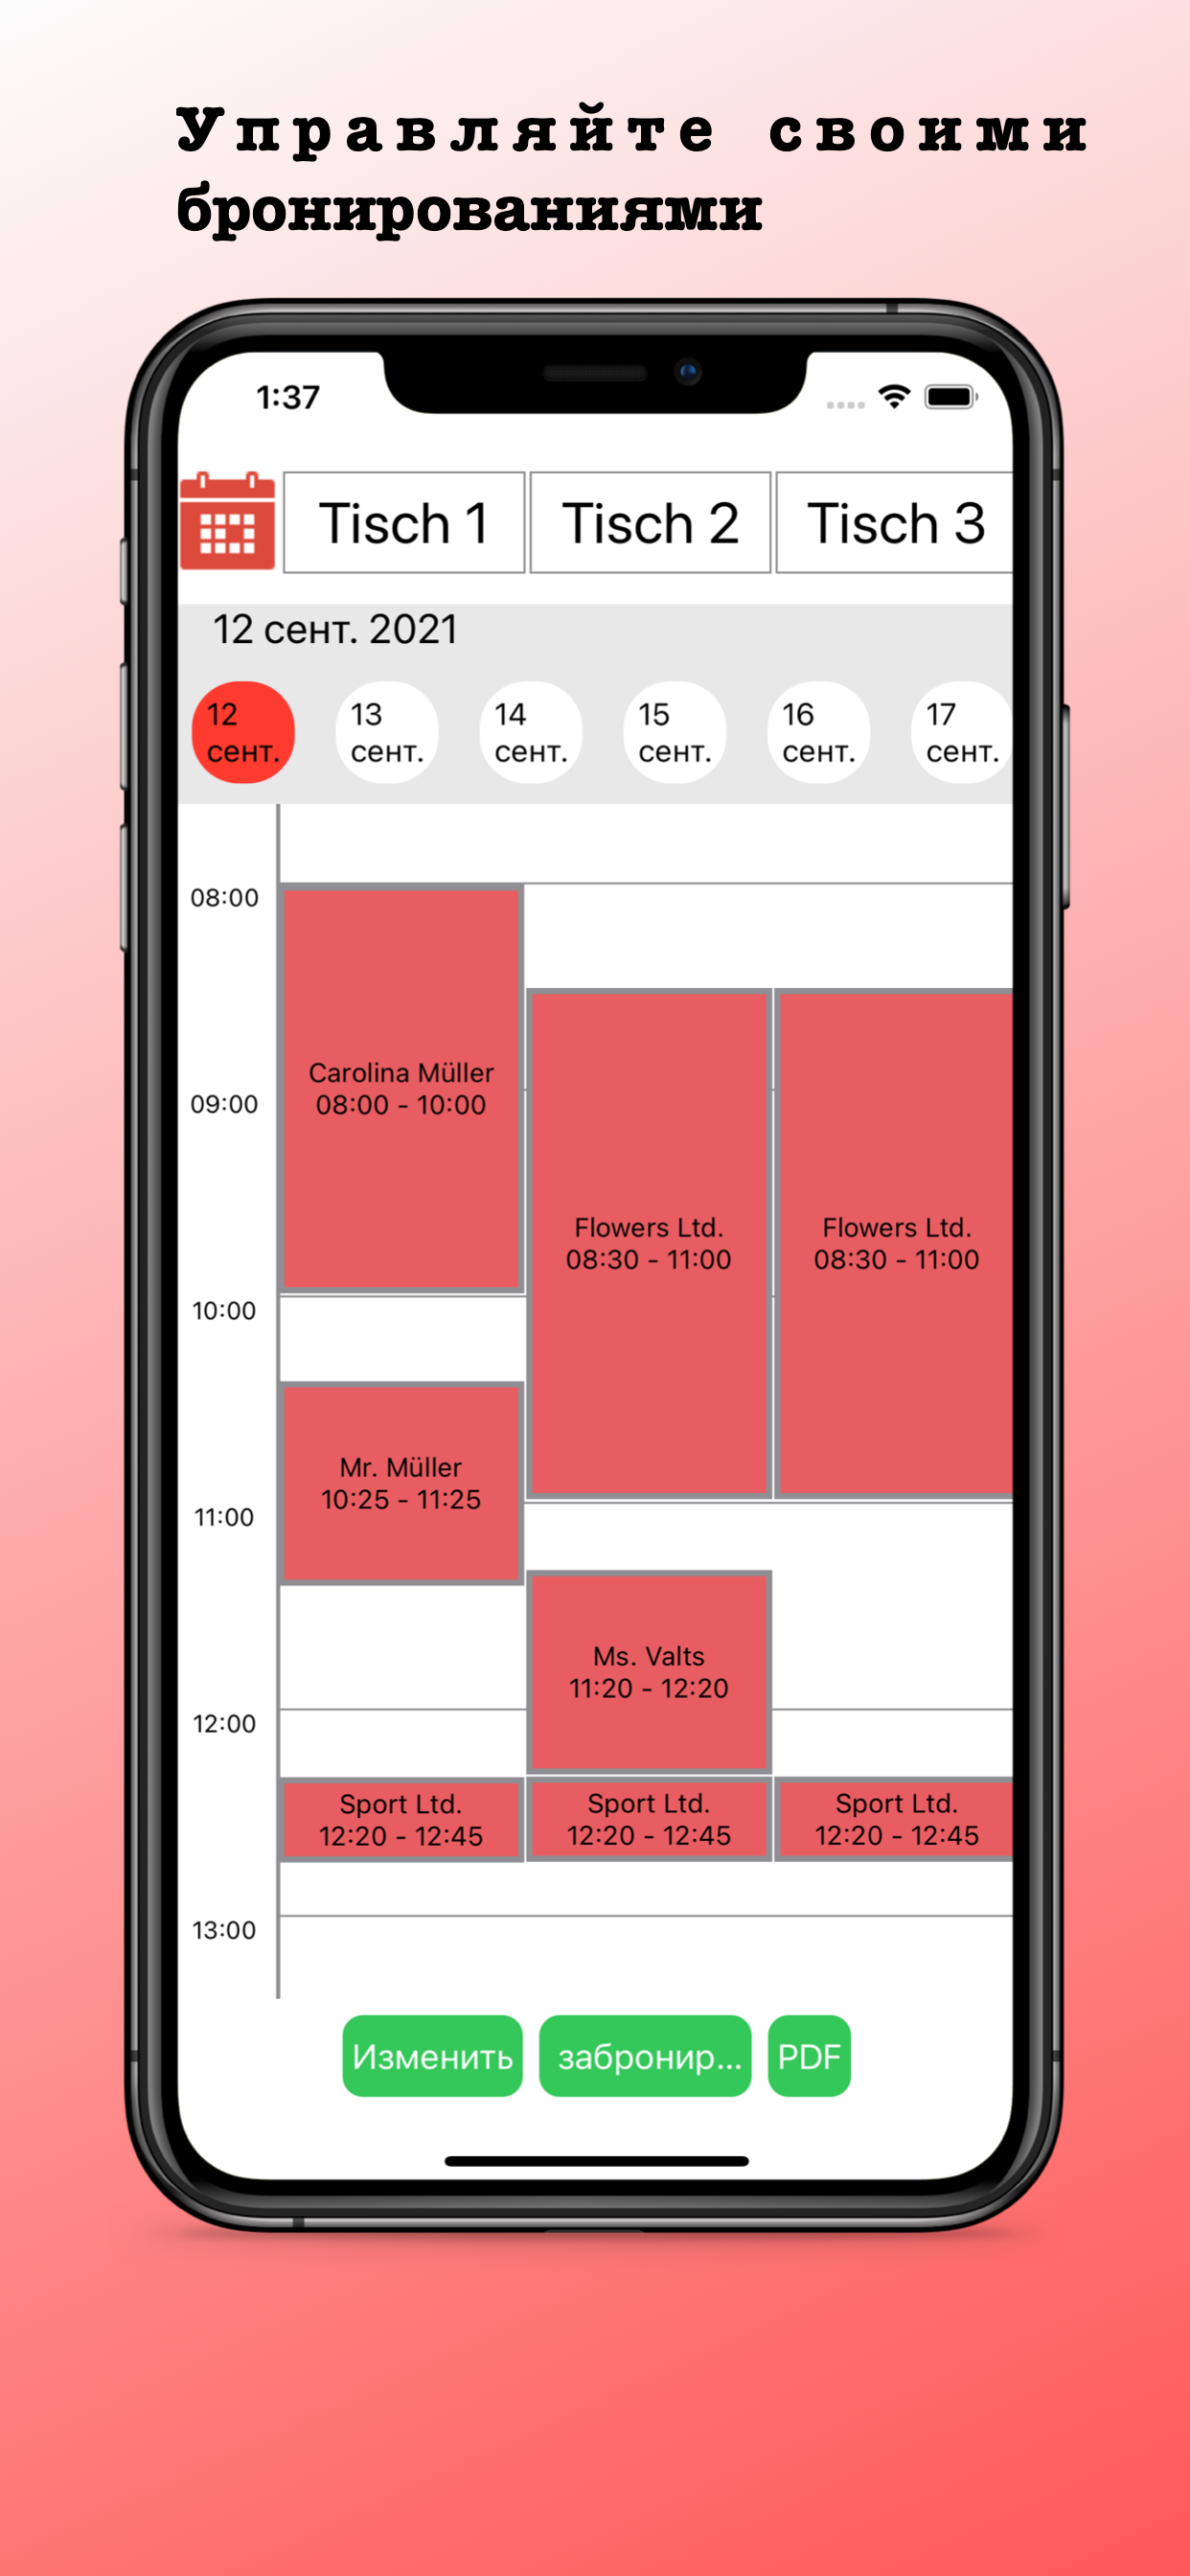 Управляйте своими
бронированиями
1:37
Tisch 1
Tisch 2
Tisch 3
12 сент. 2021
12
сент.
13
сент.
14
сент.
15
сент.
16
сент.
17
сент.
08:00
09:00
10:00
11:00
12:00
13:00
Carolina Müller
08:00 - 10:00
Flowers Ltd.
08:30 - 11:00
Flowers Ltd.
08:30 - 11:00
Mr. Müller
10:25 - 11:25
Ms. Valts
11:20 - 12:20
Sport Ltd.
12:20 - 12:45
Sport Ltd.
12:20 - 12:45
Sport Ltd.
12:20 - 12:45
Изменить
забронир...
PDF